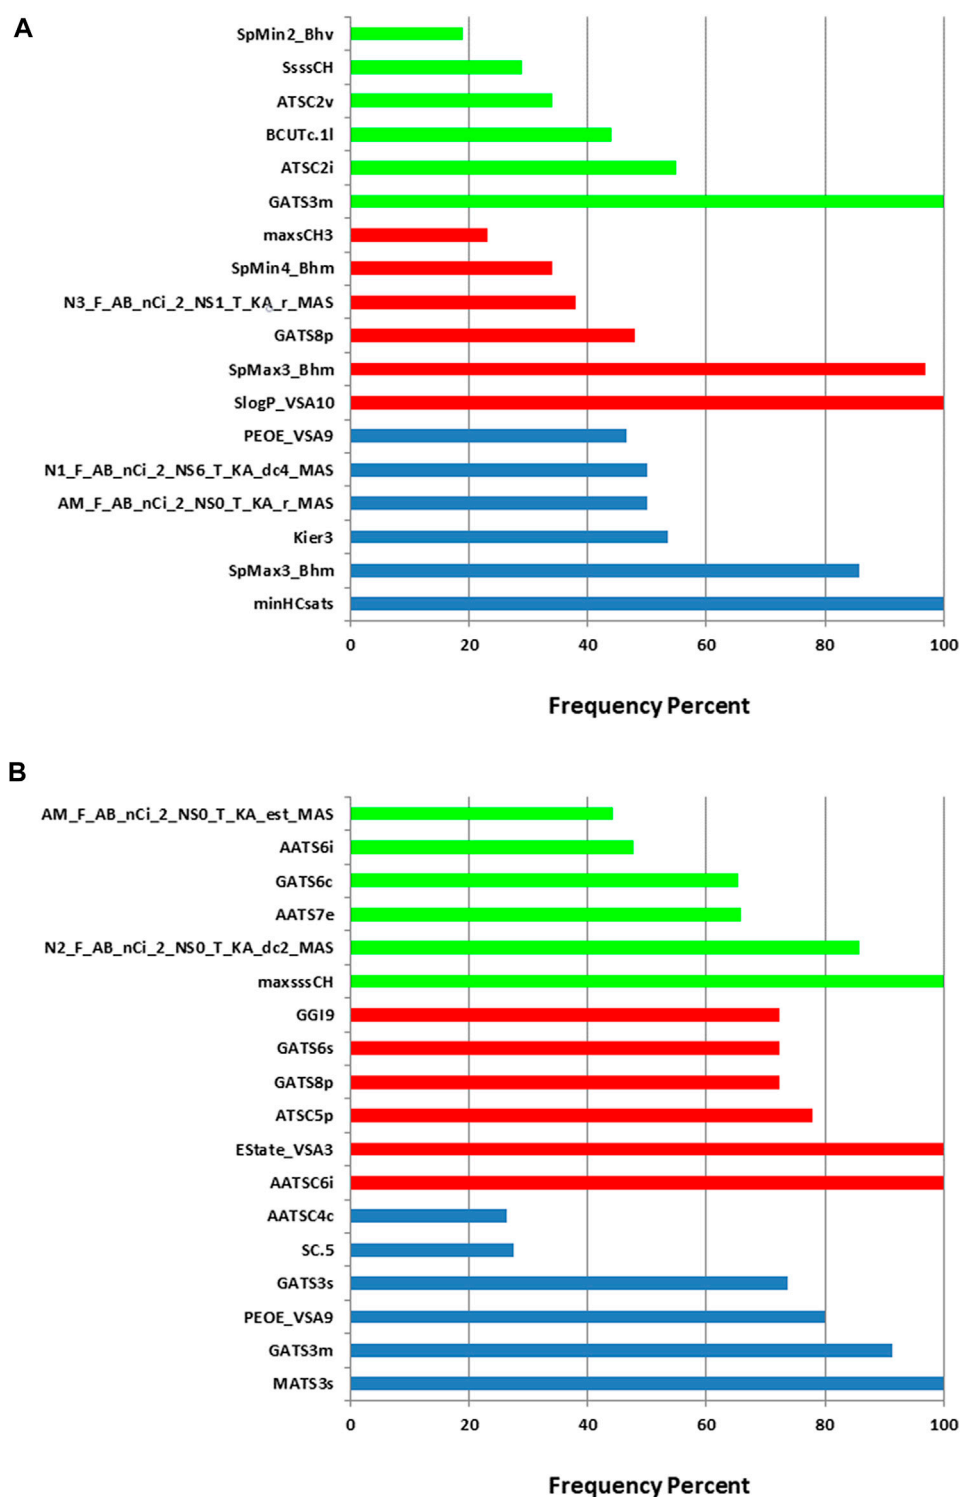 A
SpMin2_Bhv
SsssCH
ATSC2v
BCUTc.1l
ATSC2i
GATS3m
maxsCH3
SpMin4_Bhm
N3_F_AB_nCi_2_NS1_T_KA_r_MAS
GATS8p
SpMax3_Bhm
SlogP_VSA10
PEOE_VSA9
N1_F_AB_nCi_2_NS6_T_KA_dc4_MAS
AM_F_AB_nCi_2_NS0_T_KA_r_MAS
Kier3
SpMax3_Bhm
minHCsats
0 20 40 60 80 100
Frequency Percent
B
AM_F_AB_nCi_2_NS0_T_KA_est_MAS
AATS6i
GATS6c
AATS7e
N2_F_AB_nCi_2_NS0_T_KA_dc2_MAS
maxsssCH
GGI9
GATS6s
GATS8p
ATSC5p
EState_VSA3
AATSC6i
AATSC4c
SC.5
GATS3s
PEOE_VSA9
GATS3m
MATS3s
0 20 40 60 80 100
Frequency Percent